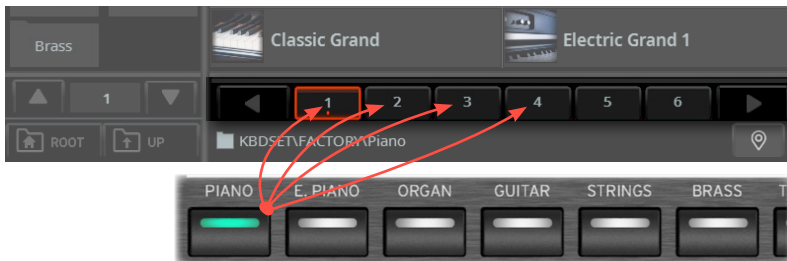 Brass
Classic Grand
Electric Grand 1
1
1 2 3 4 5 6
ROOT
UP
KBDSET\FACTORY\Piano
PIANO E. PIANO ORGAN GUITAR STRINGS BRASS T